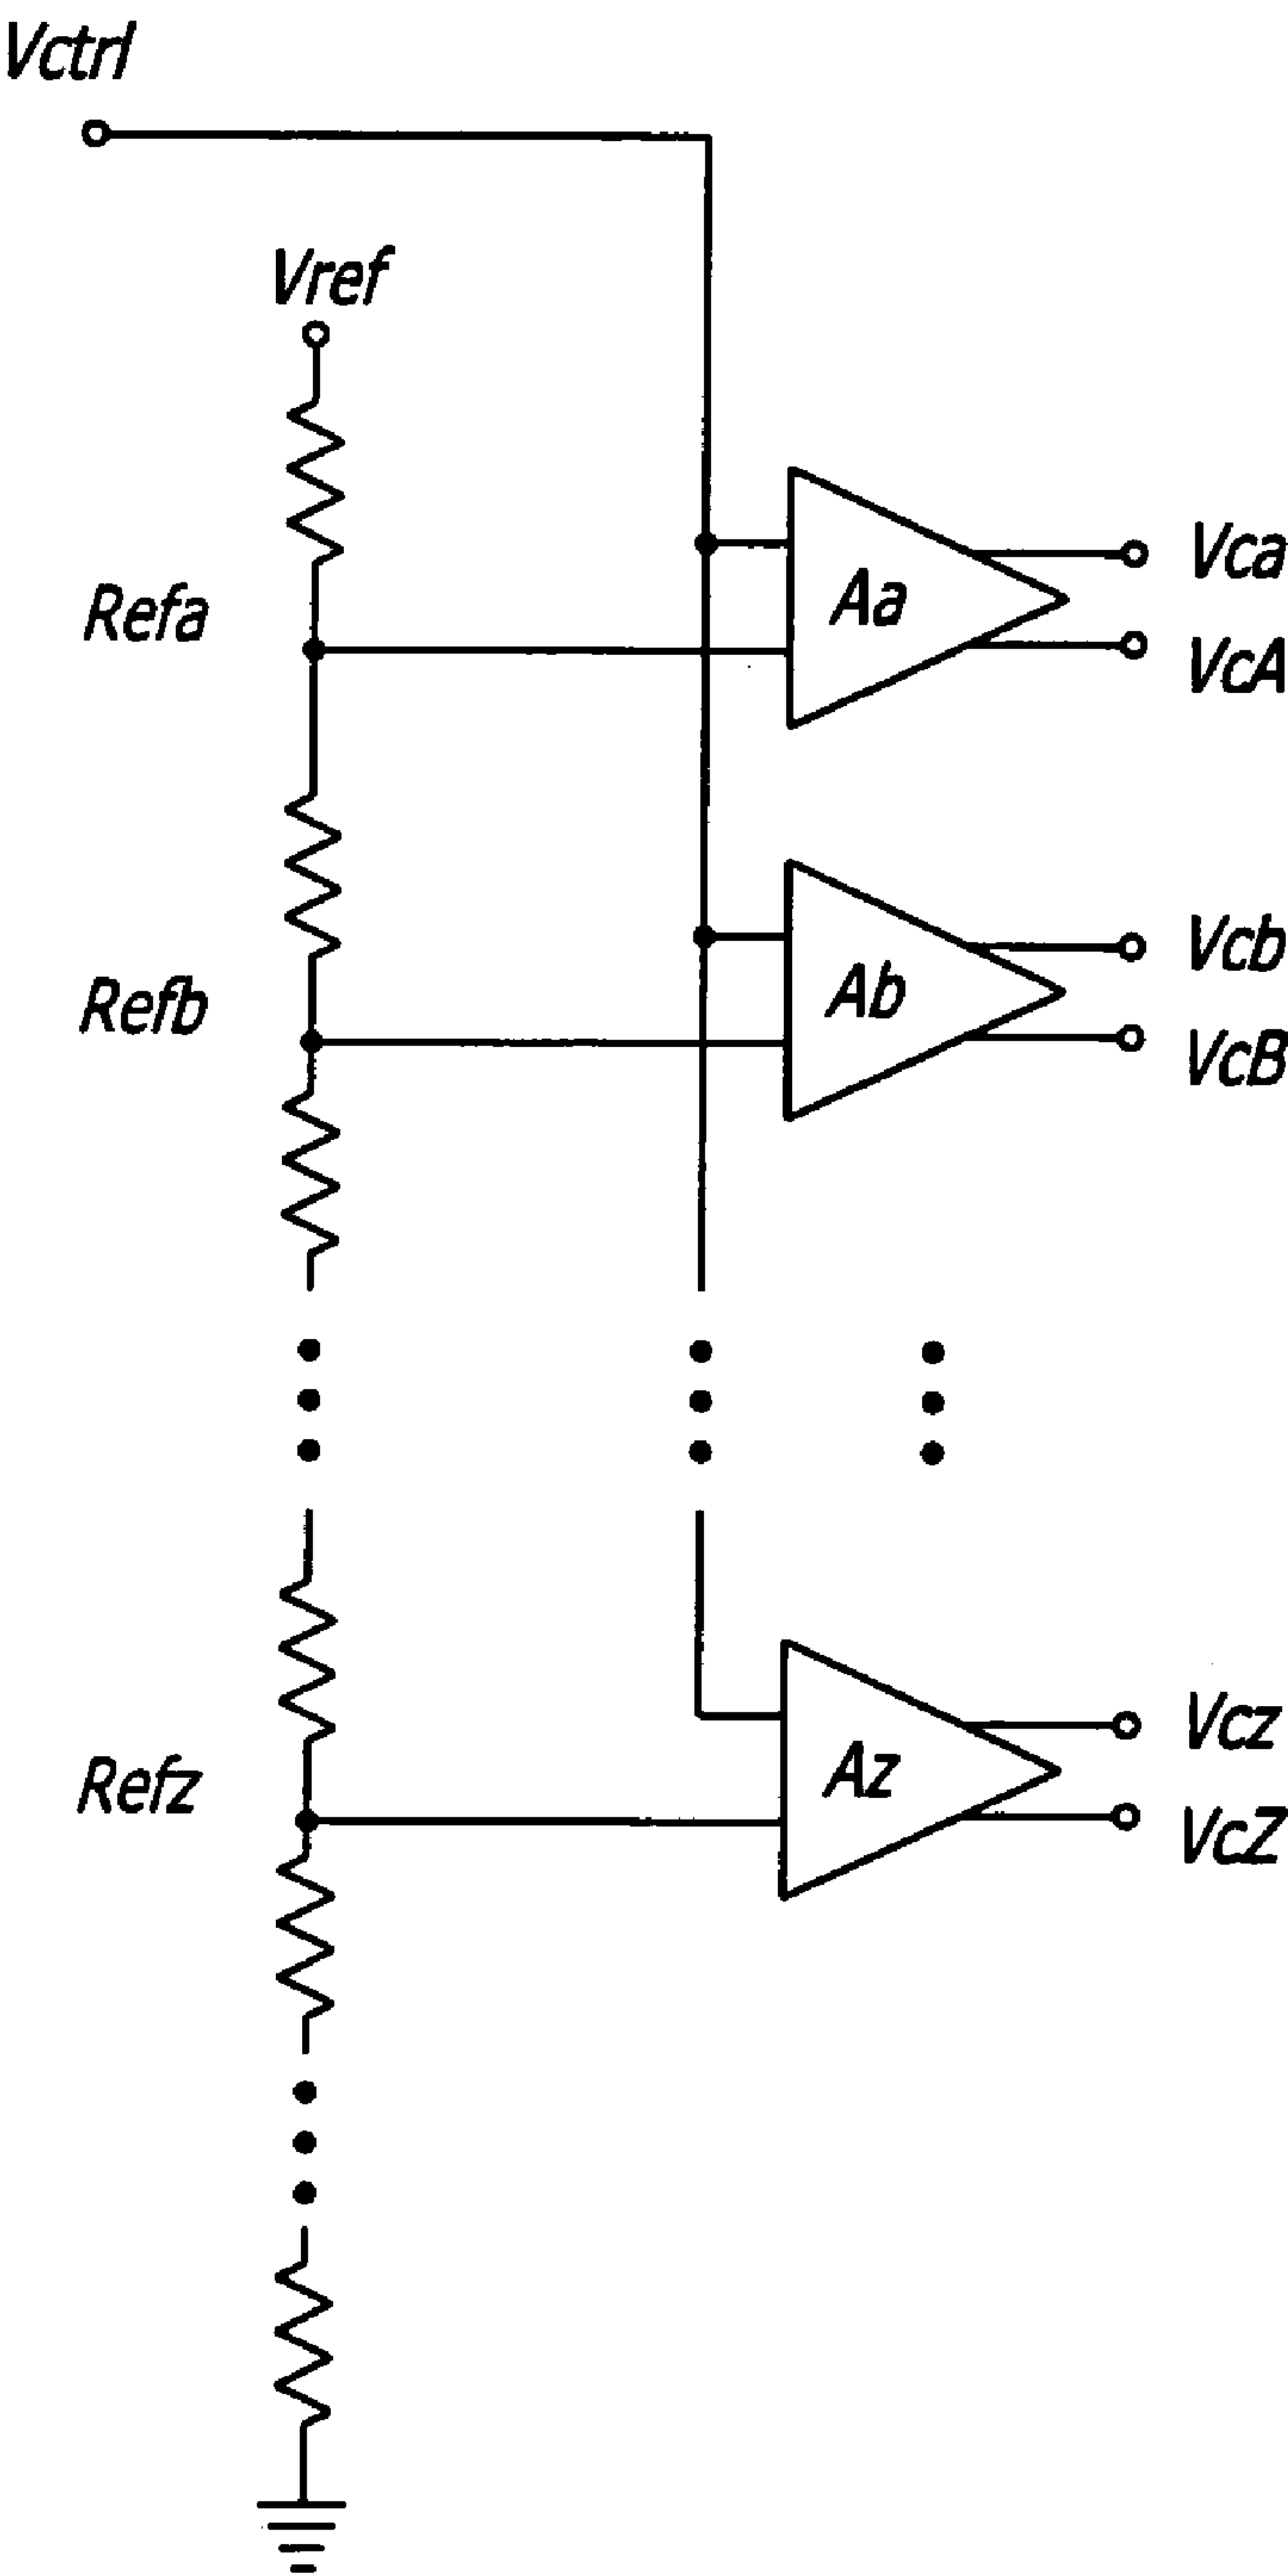 Vctrl
Vref
Vca
Refa
Aa
VcA
Vcb
Refb
Ab
VcB
Vcz
Refz
Az
VcZ